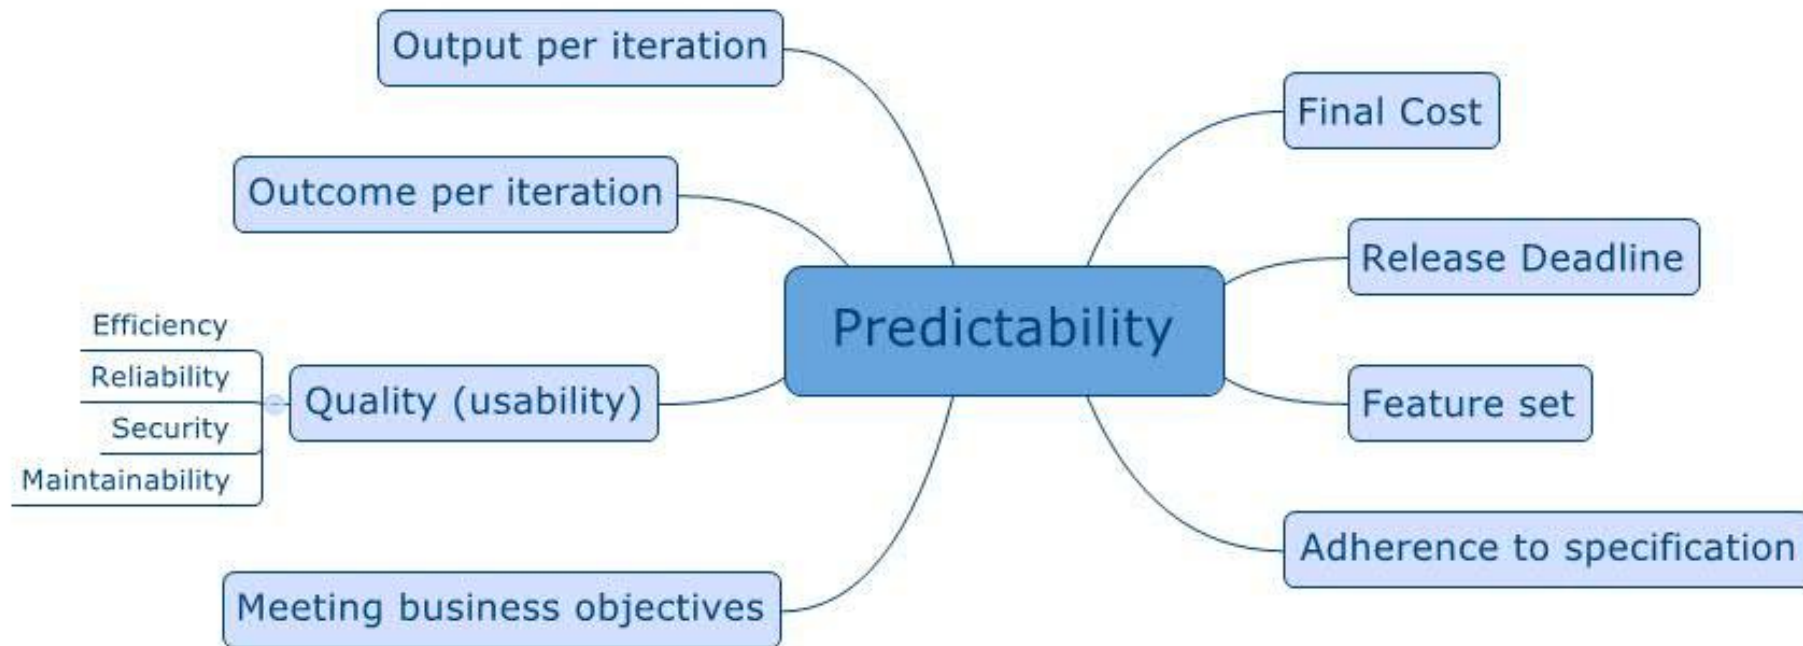 Output per iteration
Final Cost
Outcome per iteration
Release Deadline
Predictability
Efficiency
Reliability
Security
Maintainability
Quality (usability)
Feature set
Adherence to specification
Meeting business objectives